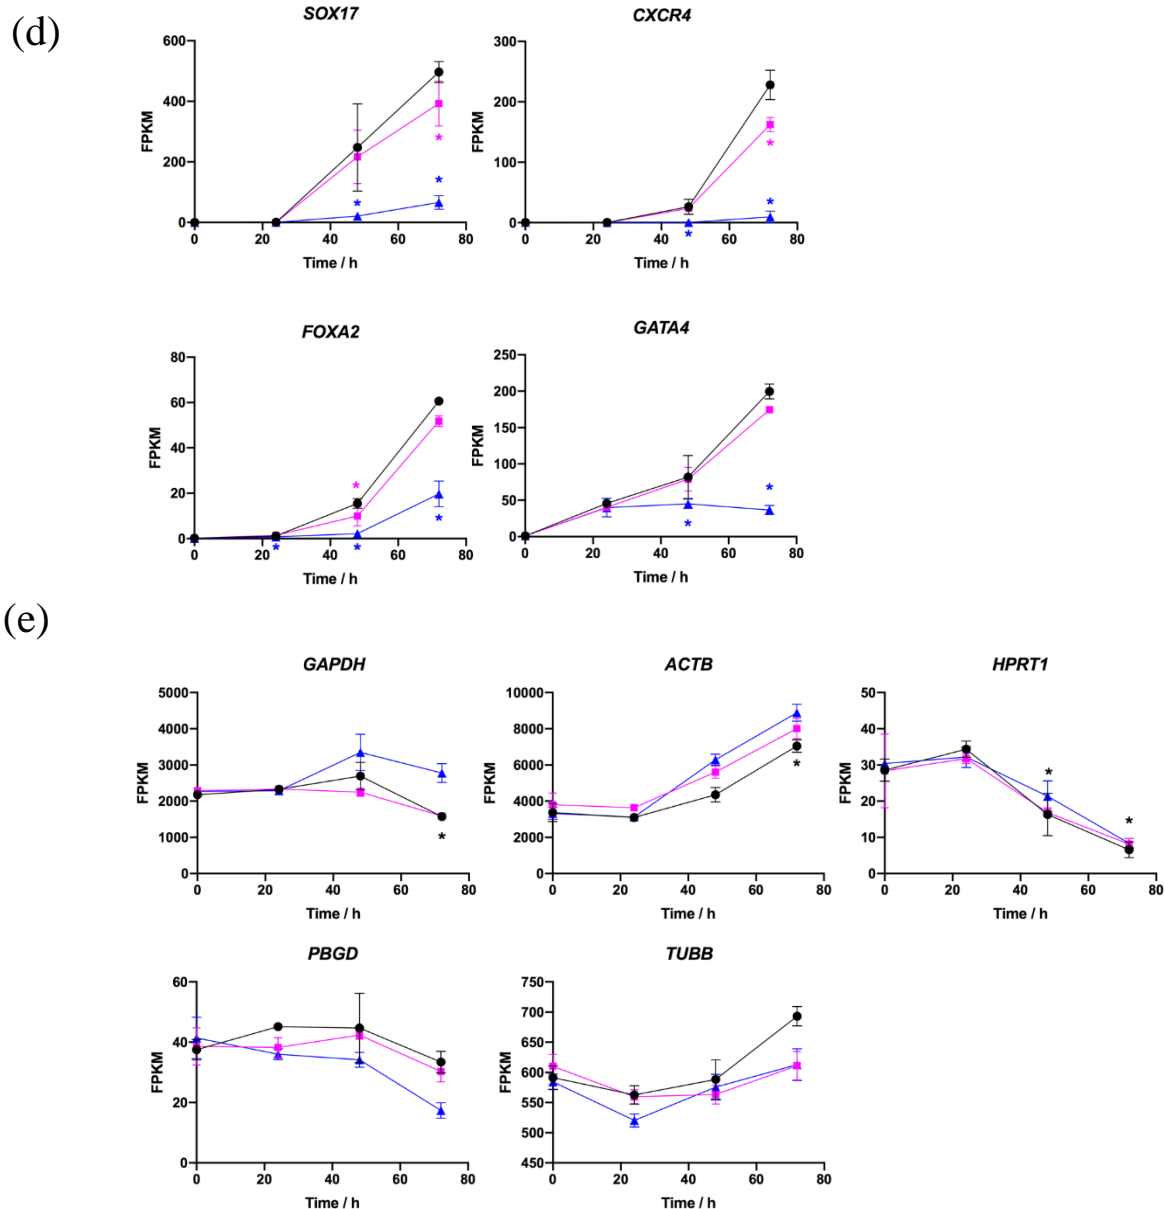 (d)
SOX17
CXCR4
600
400
200
0
FPKM
0 20 40 60 80
Time / h
300
200
100
0
FPKM
0 20 40 60 80
Time / h
* * * * * *
FOXA2
GATA4
80
60
40
20
0
FPKM
0 20 40 60 80
Time / h
250
200
150
100
50
0
FPKM
0 20 40 60 80
Time / h
* * * * * *
(e)
GAPDH
ACTB
HPRT1
5000
4000
3000
2000
1000
0
FPKM
0 20 40 60 80
Time / h
*
10000
8000
6000
4000
2000
0
FPKM
0 20 40 60 80
Time / h
*
50
40
30
20
10
0
FPKM
0 20 40 60 80
Time / h
* *
PBGD
TUBB
60
40
20
0
FPKM
0 20 40 60 80
Time / h
750
700
650
600
550
500
450
FPKM
0 20 40 60 80
Time / h